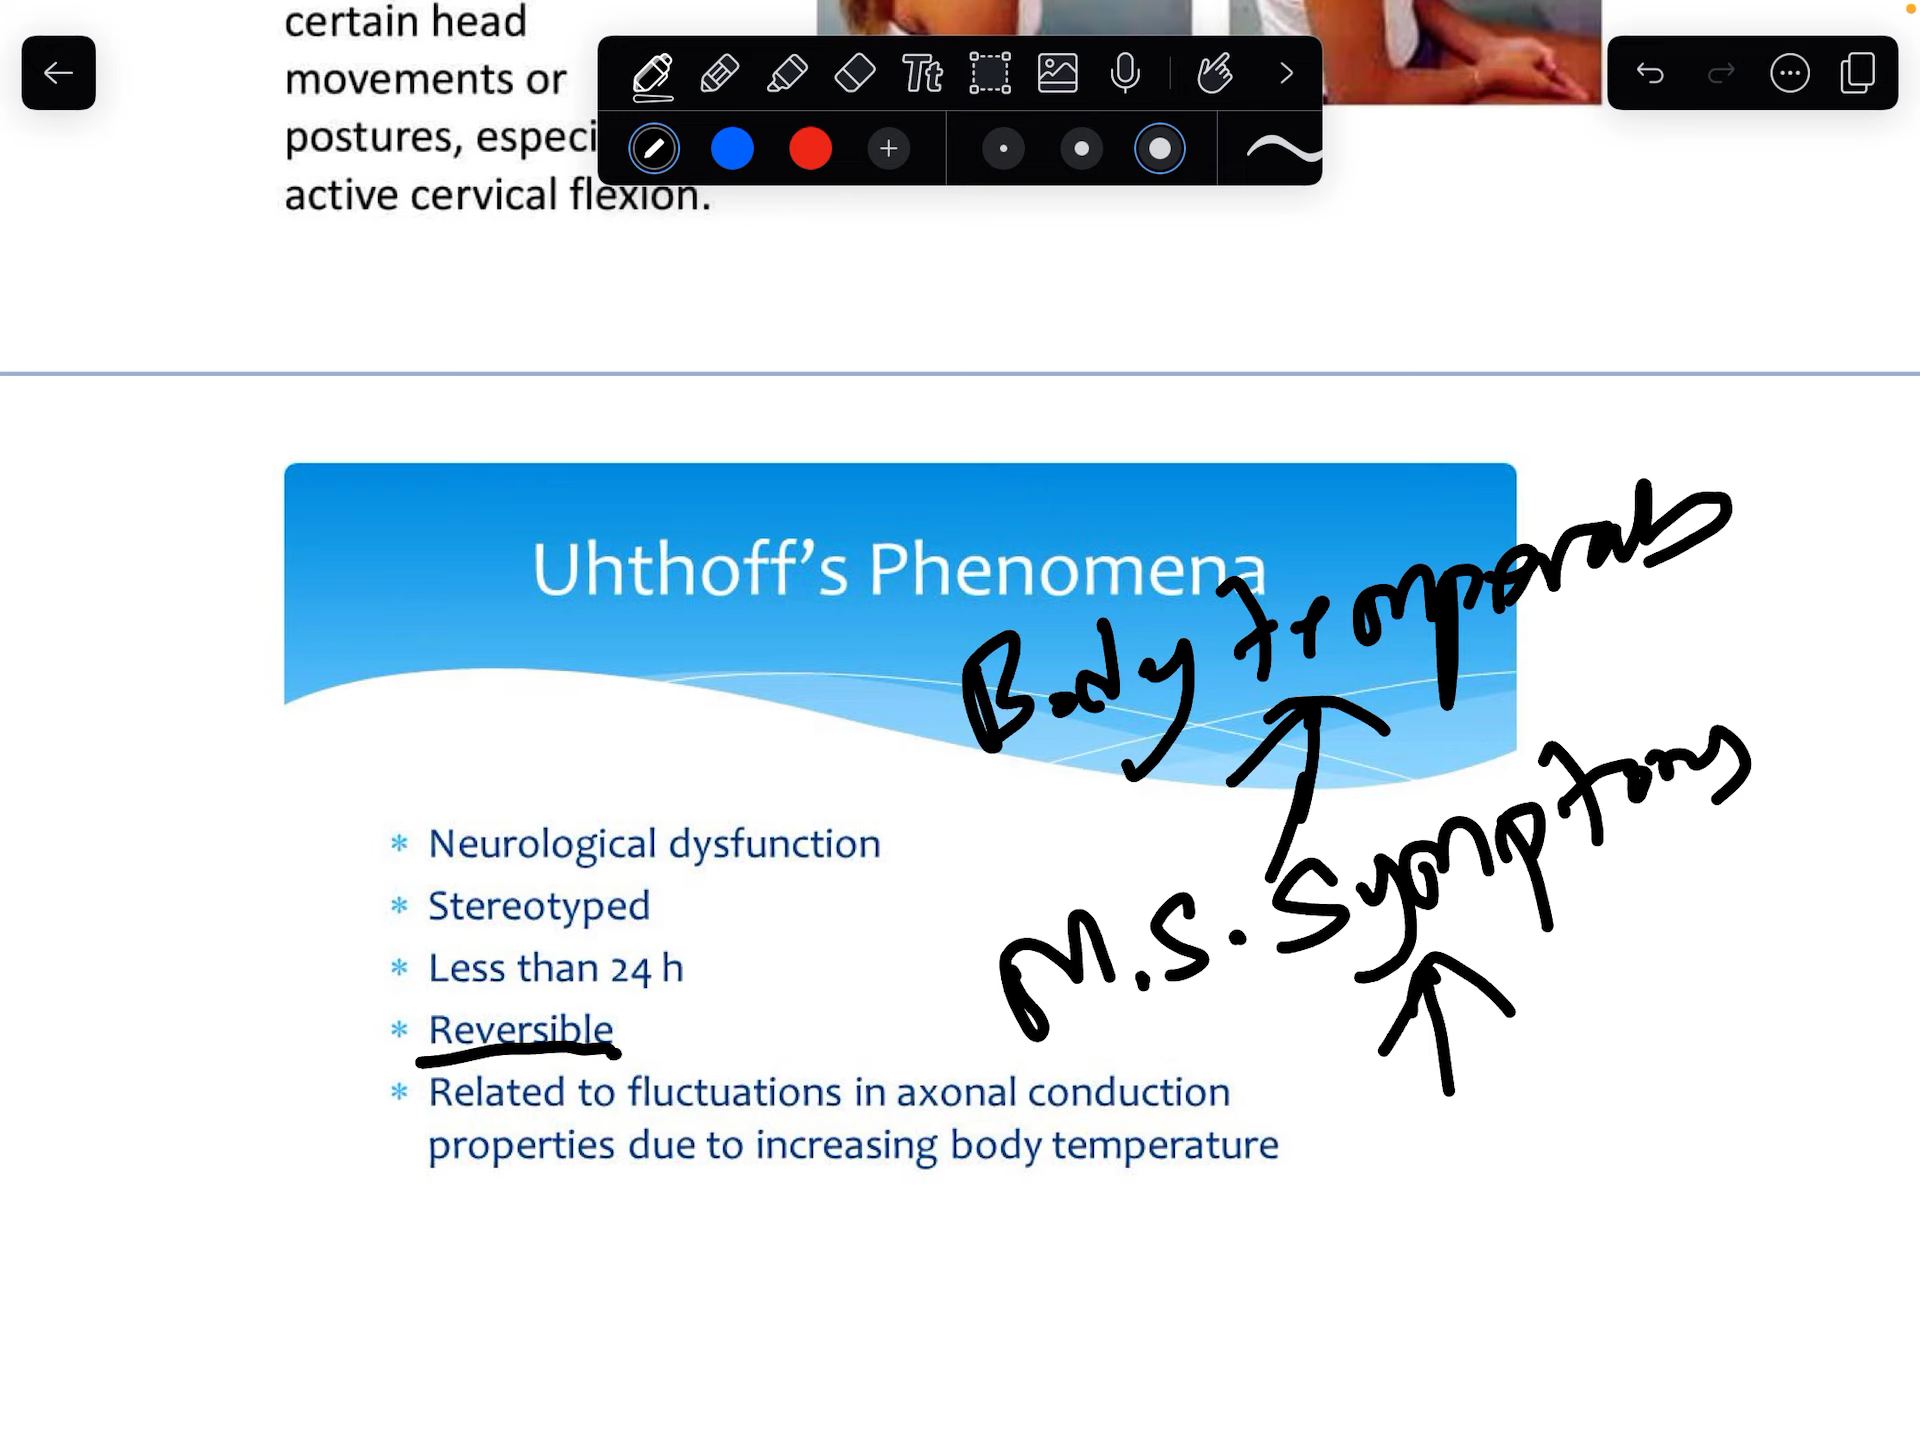 certain head
movements or
postures, especi
active cervical flexion.
Tt
Uhthoff's Phenomena
Body
M.S. Symptoms
* Neurological dysfunction
* Stereotyped
* Less than 24 h
* Reversible
* Related to fluctuations in axonal conduction
properties due to increasing body temperature